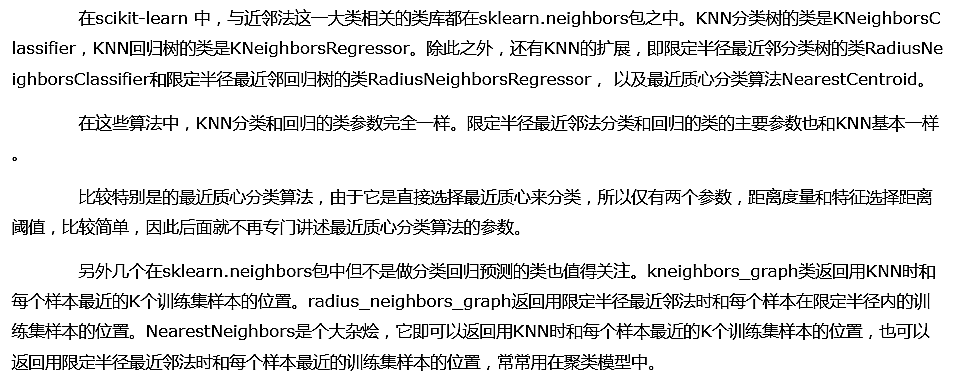 在scikit-learn 中，与近邻法这一大类相关的类库都在sklearn.neighbors包之中。KNN分类树的类是KNeighborsC
lassifier，KNN回归树的类是KNeighborsRegressor。除此之外，还有KNN的扩展，即限定半径最近邻分类树的类RadiusNe
ighborsClassifier和限定半径最近邻回归树的类RadiusNeighborsRegressor， 以及最近质心分类算法NearestCentroid。
在这些算法中，KNN分类和回归的类参数完全一样。限定半径最近邻法分类和回归的类的主要参数也和KNN基本一样
。
比较特别是的最近质心分类算法，由于它是直接选择最近质心来分类，所以仅有两个参数，距离度量和特征选择距离
阈值，比较简单，因此后面就不再专门讲述最近质心分类算法的参数。
另外几个在sklearn.neighbors包中但不是做分类回归预测的类也值得关注。kneighbors_graph类返回用KNN时和
每个样本最近的K个训练集样本的位置。radius_neighbors_graph返回用限定半径最近邻法时和每个样本在限定半径内的训
练集样本的位置。NearestNeighbors是个大杂烩，它即可以返回用KNN时和每个样本最近的K个训练集样本的位置，也可以
返回用限定半径最近邻法时和每个样本最近的训练集样本的位置，常常用在聚类模型中。